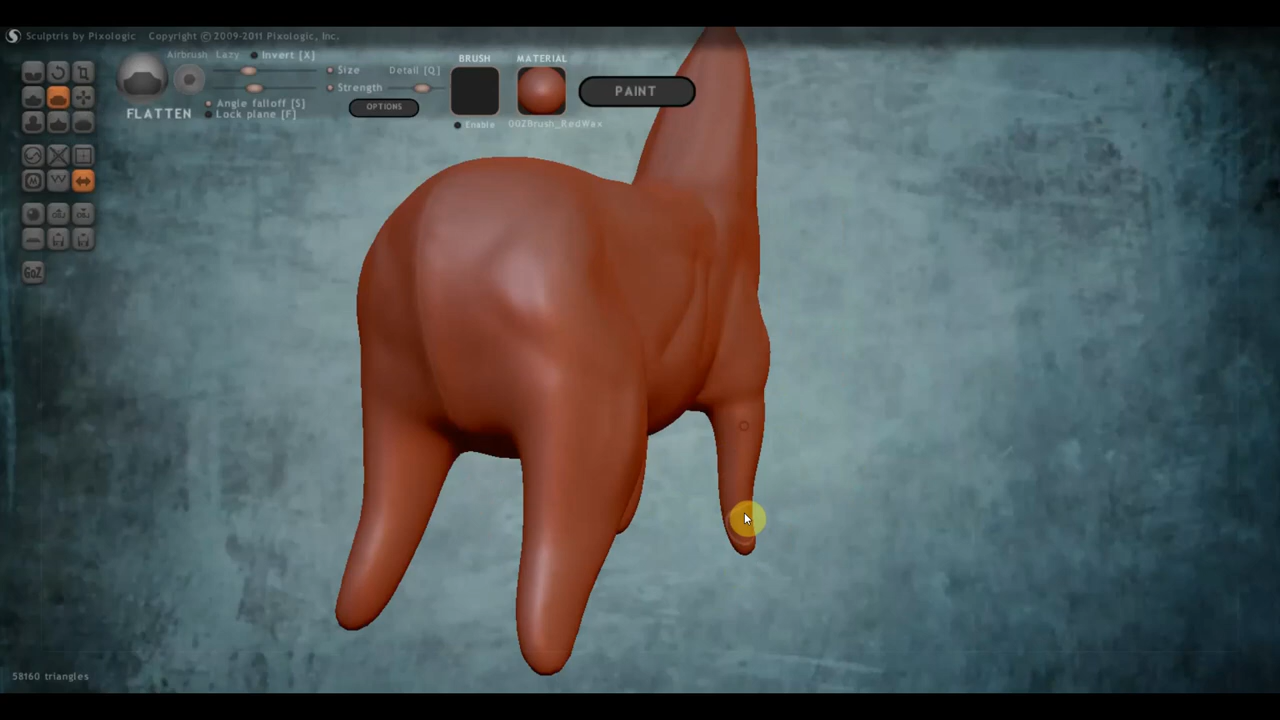 Sculptris by Pixologic Copyright © 2009-2011 Pixologic, Inc.
Airbrush Lazy Invert [X]
BRUSH MATERIAL
Size Detail [Q]
Strength
PAINT
Angle falloff [S]
OPTIONS
FLATTEN
Lock plane [F]
Enable 00ZBrush_RedWax
GoZ
58160 triangles